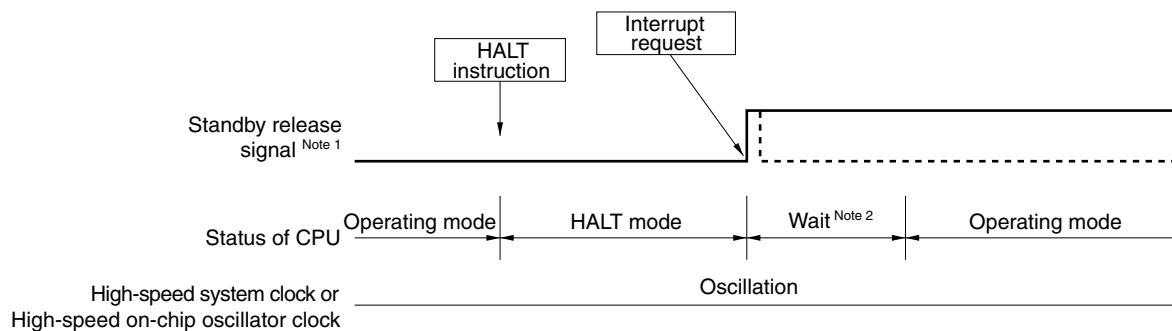 Interrupt
request
HALT
instruction
Standby release
signal Note 1
Status of CPU
Operating mode
HALT mode
Wait Note 2
Operating mode
High-speed system clock or
High-speed on-chip oscillator clock
Oscillation